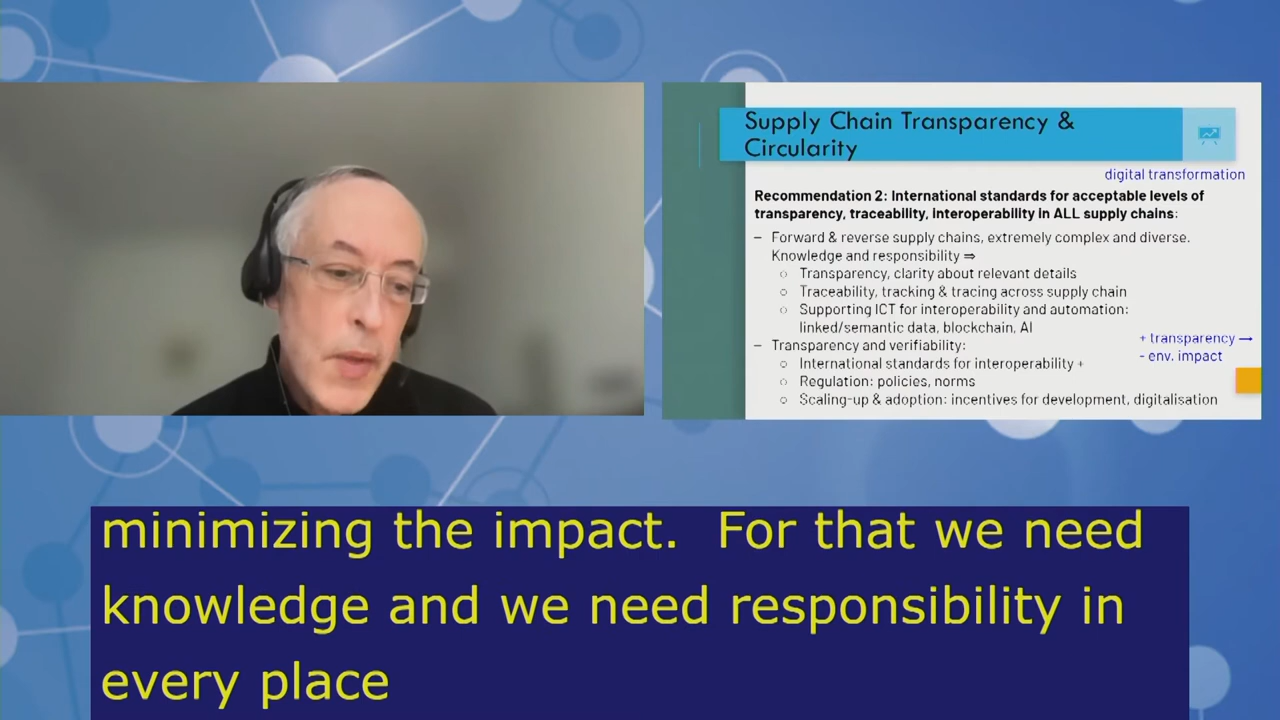 Supply Chain Transparency &
Circularity
digital transformation
Recommendation 2: International standards for acceptable levels of
transparency, traceability, interoperability in ALL supply chains:
– Forward & reverse supply chains, extremely complex and diverse.
Knowledge and responsibility ⇒
○ Transparency, clarity about relevant details
○ Traceability, tracking & tracing across supply chain
○ Supporting ICT for interoperability and automation:
linked/semantic data, blockchain, AI
– Transparency and verifiability:
+ transparency →
- env. impact
○ International standards for interoperability +
○ Regulation: policies, norms
○ Scaling-up & adoption: incentives for development, digitalisation
minimizing the impact. For that we need
knowledge and we need responsibility in
every place